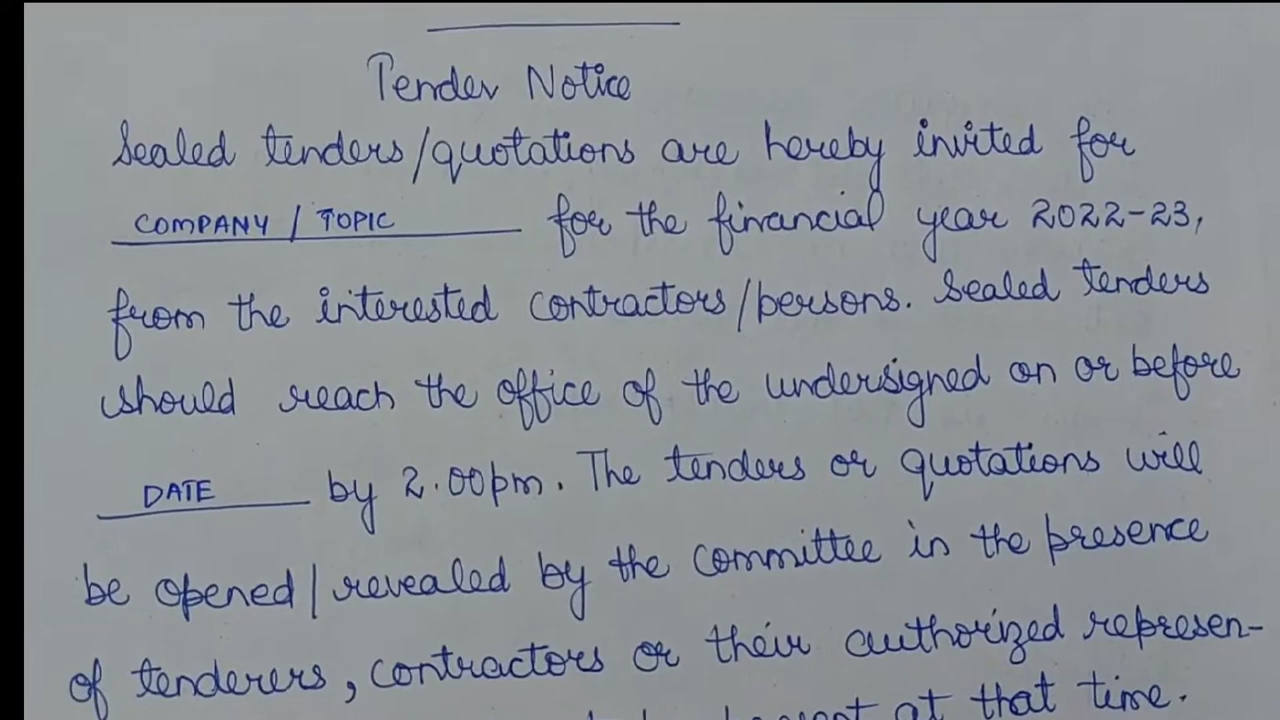 Tender Notice
Sealed tenders/quotations are hereby invited for
COMPANY / TOPIC for the financial year 2022-23,
from the interested contractors/persons. Sealed tenders
should reach the office of the undersigned on or before
DATE by 2.00pm. The tenders or quotations will
be opened/revealed by the committee in the presence
of tenderers, contractors or their authorized represen-
at that time.